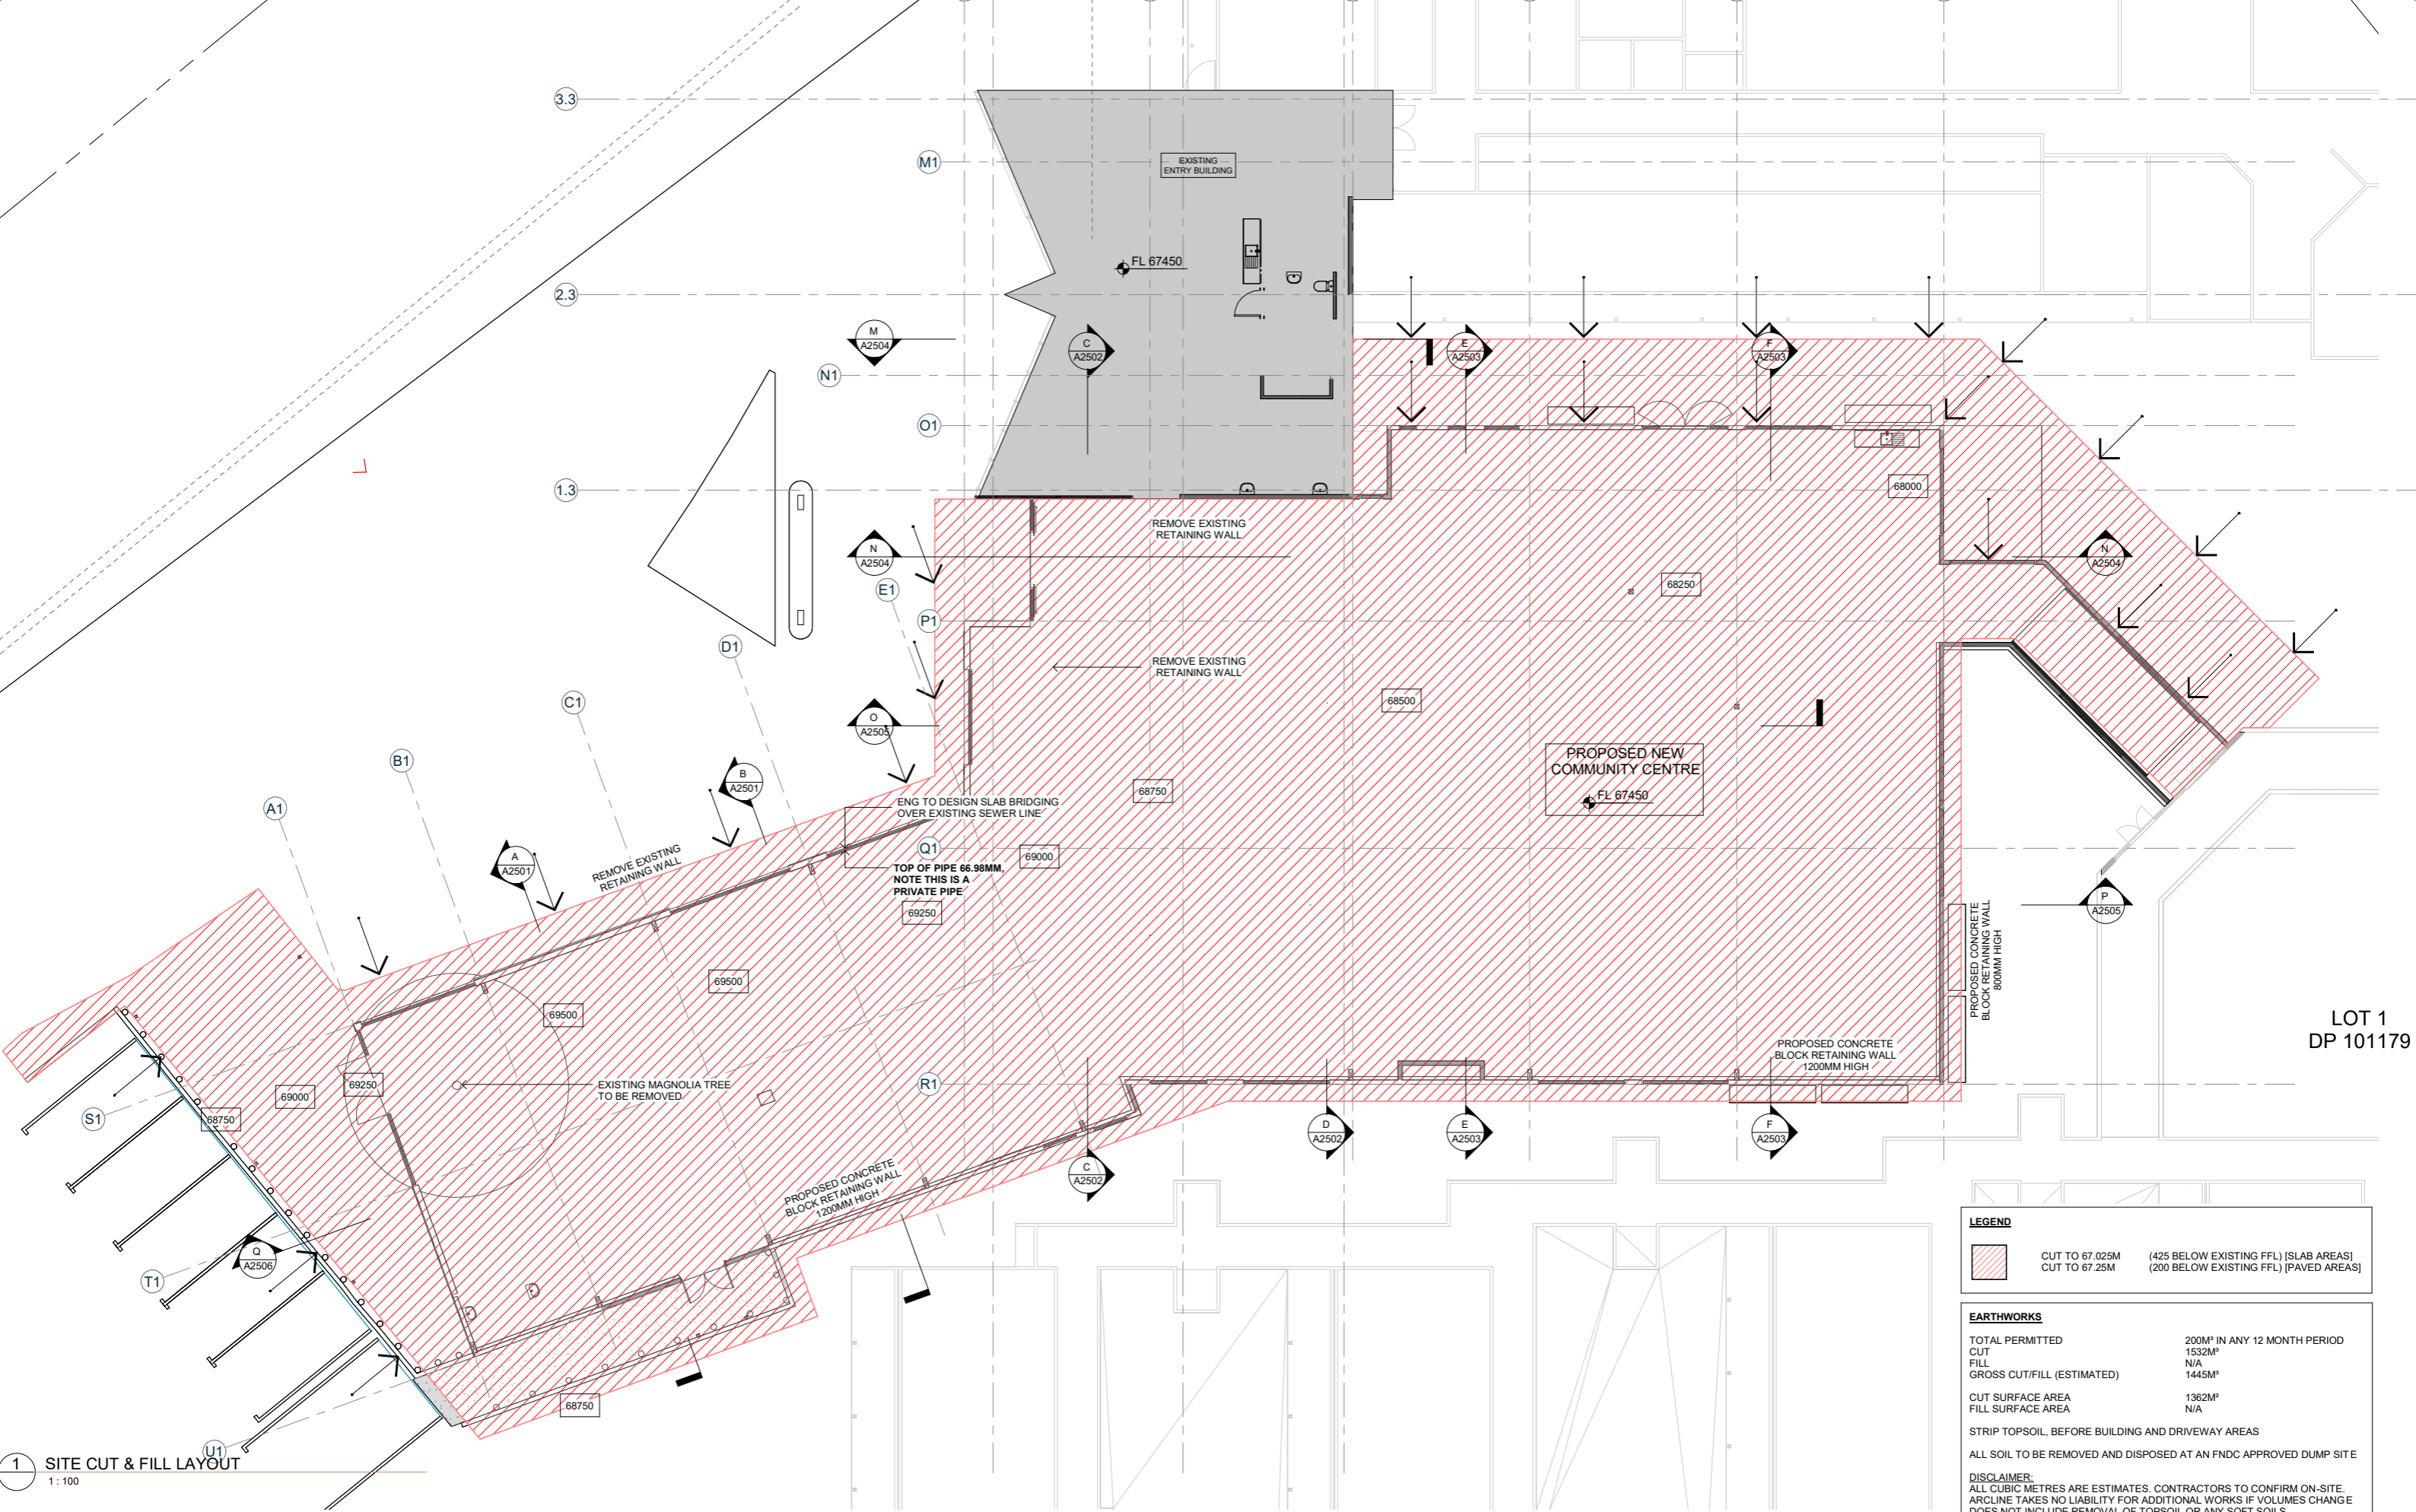 3.3
M1
EXISTING
ENTRY BUILDING
FL 67450
2.3
M
A2504
C
A2502
E
A2503
F
A2503
N1
O1
1.3
68000
REMOVE EXISTING
RETAINING WALL
N
A2504
N
A2504
E1
68250
P1
D1
REMOVE EXISTING
RETAINING WALL
C1
68500
O
A2505
B1
PROPOSED NEW
COMMUNITY CENTRE
FL 67450
B
A2501
68750
A1
ENG TO DESIGN SLAB BRIDGING
OVER EXISTING SEWER LINE
Q1
69000
A
A2501
REMOVE EXISTING
RETAINING WALL
TOP OF PIPE 66.98MM,
NOTE THIS IS A
PRIVATE PIPE
69250
P
A2505
PROPOSED CONCRETE
BLOCK RETAINING WALL
800MM HIGH
69500
69500
LOT 1
DP 101179
PROPOSED CONCRETE
BLOCK RETAINING WALL
1200MM HIGH
69250
69000
EXISTING MAGNOLIA TREE
TO BE REMOVED
R1
S1
68750
D
A2502
E
A2503
F
A2503
C
A2502
PROPOSED CONCRETE
BLOCK RETAINING WALL
1200MM HIGH
Q
A2506
T1
68750
U1
1
SITE CUT & FILL LAYOUT
1 : 100
LEGEND
CUT TO 67.025M (425 BELOW EXISTING FFL) [SLAB AREAS]
CUT TO 67.25M (200 BELOW EXISTING FFL) [PAVED AREAS]
EARTHWORKS
TOTAL PERMITTED 200M³ IN ANY 12 MONTH PERIOD
CUT 1532M³
FILL N/A
GROSS CUT/FILL (ESTIMATED) 1445M³
CUT SURFACE AREA 1362M²
FILL SURFACE AREA N/A
STRIP TOPSOIL, BEFORE BUILDING AND DRIVEWAY AREAS
ALL SOIL TO BE REMOVED AND DISPOSED AT AN FNDC APPROVED DUMP SITE
DISCLAIMER:
ALL CUBIC METRES ARE ESTIMATES. CONTRACTORS TO CONFIRM ON-SITE.
ARCLINE TAKES NO LIABILITY FOR ADDITIONAL WORKS IF VOLUMES CHANGE
DOES NOT INCLUDE REMOVAL OF TOPSOIL OR ANY SOFT SOILS